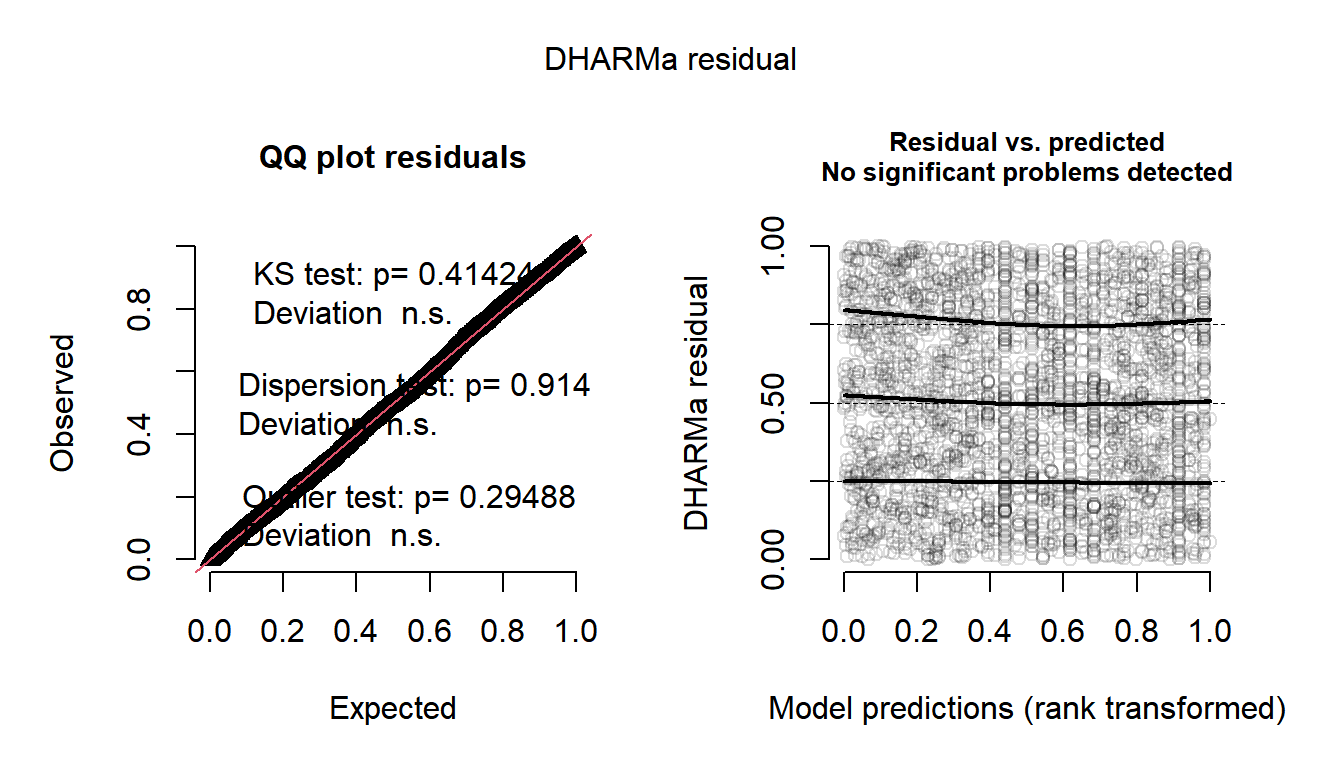 DHARMa residual
QQ plot residuals
KS test: p= 0.41424
Deviation n.s.
Dispersion test: p= 0.914
Deviation n.s.
Outlier test: p= 0.29488
Deviation n.s.
Observed
0.0
0.4
0.8
0.0 0.2 0.4 0.6 0.8 1.0
Expected
Residual vs. predicted
No significant problems detected
DHARMa residual
0.00
0.50
1.00
0.0 0.2 0.4 0.6 0.8 1.0
Model predictions (rank transformed)